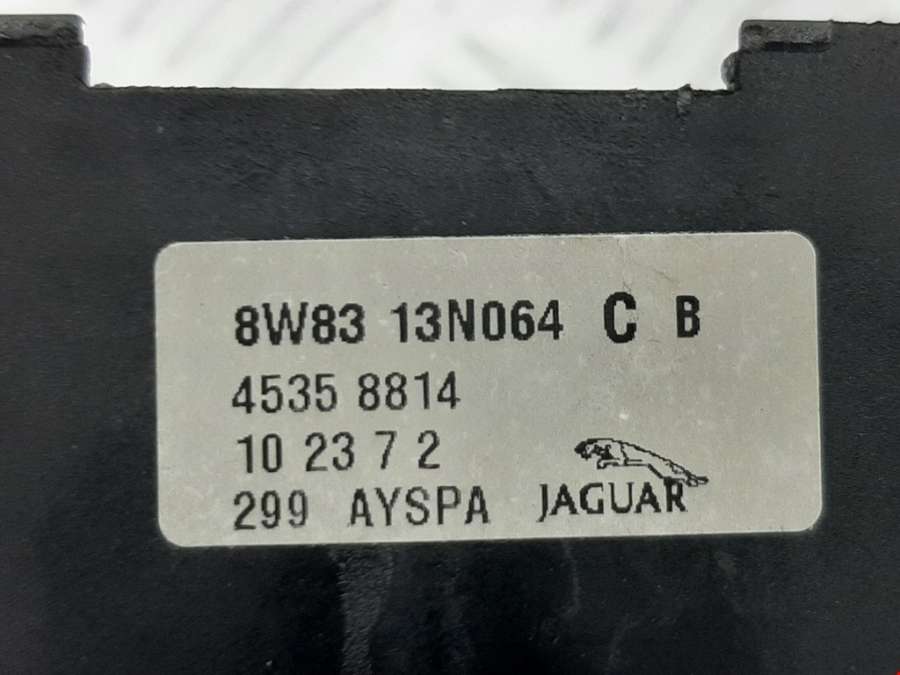 8W83 13N064 C B
4535 8814
10 23 7 2
299 AYSPA JAGUAR